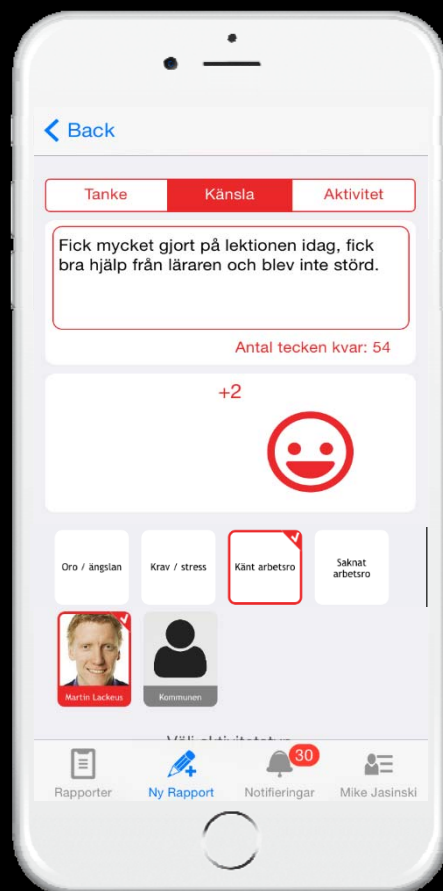 Back
Tanke
Känsla
Aktivitet
Fick mycket gjort på lektionen idag, fick
bra hjälp från läraren och blev inte störd.
Antal tecken kvar: 54
+2
Oro / ängslan
Krav / stress
Känt arbetsro
Saknat
arbetsro
Martin Lackeus
Kommunen
30
Rapporter
Ny Rapport
Notifieringar
Mike Jasinski